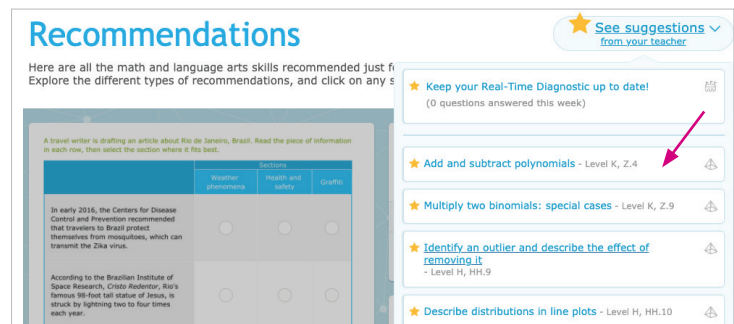 Recommendations
See suggestions
from your teacher
Here are all the math and language arts skills recommended just
Explore the different types of recommendations, and click on any
Keep your Real-Time Diagnostic up to date!
(0 questions answered this week)
Add and subtract polynomials - Level K, Z.4
Multiply two binomials: special cases - Level K, Z.9
Identify an outlier and describe the effect of
removing it
- Level H, HH.9
Describe distributions in line plots - Level H, HH.10
A travel writer is drafting an article about Rio de Janeiro, Brazil. Read the piece of information
in each row, then select the section where it fits best.
Sections
Weather phenomena
Health and safety
Graffiti
In early 2016, the Centers for Disease
Control and Prevention recommended
that travelers to Brazil protect
themselves from mosquitoes, which can
transmit the Zika virus.
According to the Brazilian Institute of
Space Research, Cristo Redentor, Rio's
famous 98-foot tall statue of Jesus, is
struck by lightning two to four times
each year.